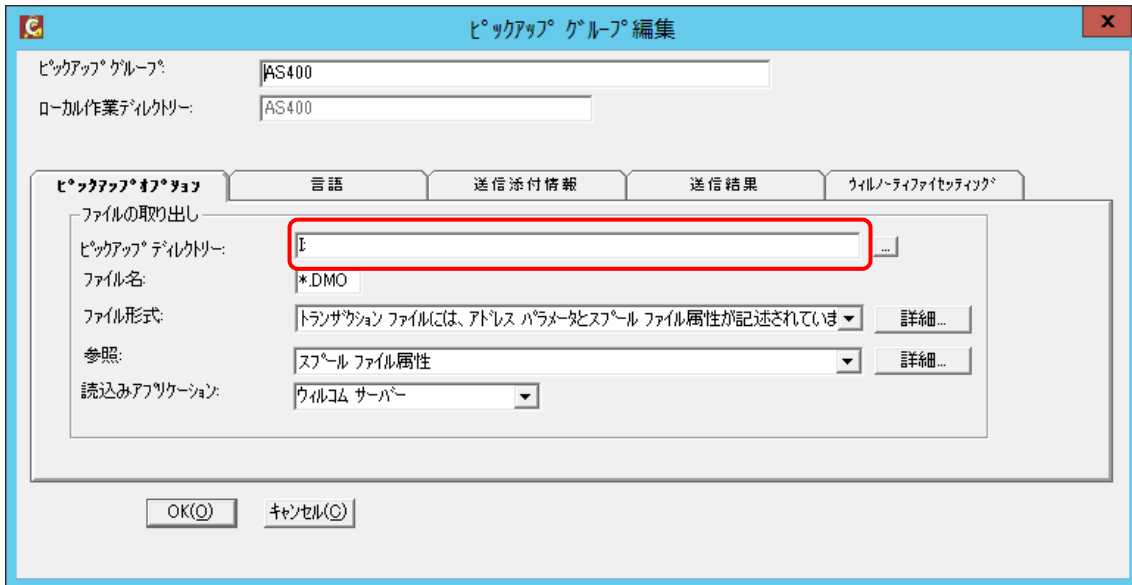 ﾋﾟｯｸｱｯﾌﾟ ｸﾞﾙｰﾌﾟ編集
x
ﾋﾟｯｸｱｯﾌﾟ ｸﾞﾙｰﾌﾟ:
AS400
ﾛｰｶﾙ作業ﾃﾞｨﾚｸﾄﾘｰ:
AS400
ﾋﾟｯｸｱｯﾌﾟｵﾌﾟｼｮﾝ
言語
送信添付情報
送信結果
ｳｨﾙﾉｰﾃｨﾌｧｲｾｯﾃｨﾝｸﾞ
ﾌｧｲﾙの取り出し
ﾋﾟｯｸｱｯﾌﾟ ﾃﾞｨﾚｸﾄﾘｰ:
I:
...
ﾌｧｲﾙ名:
*.DMO
ﾌｧｲﾙ形式:
ﾄﾗﾝｻﾞｸｼｮﾝ ﾌｧｲﾙには、ｱﾄﾞﾚｽ ﾊﾟﾗﾒｰﾀとｽﾌﾟｰﾙ ﾌｧｲﾙ属性が記述されていま
詳細...
参照:
ｽﾌﾟｰﾙ ﾌｧｲﾙ属性
詳細...
読込みｱﾌﾟﾘｹｰｼｮﾝ:
ｳｨﾙｺﾑ ｻｰﾊﾞｰ
OK(O)
ｷｬﾝｾﾙ(C)